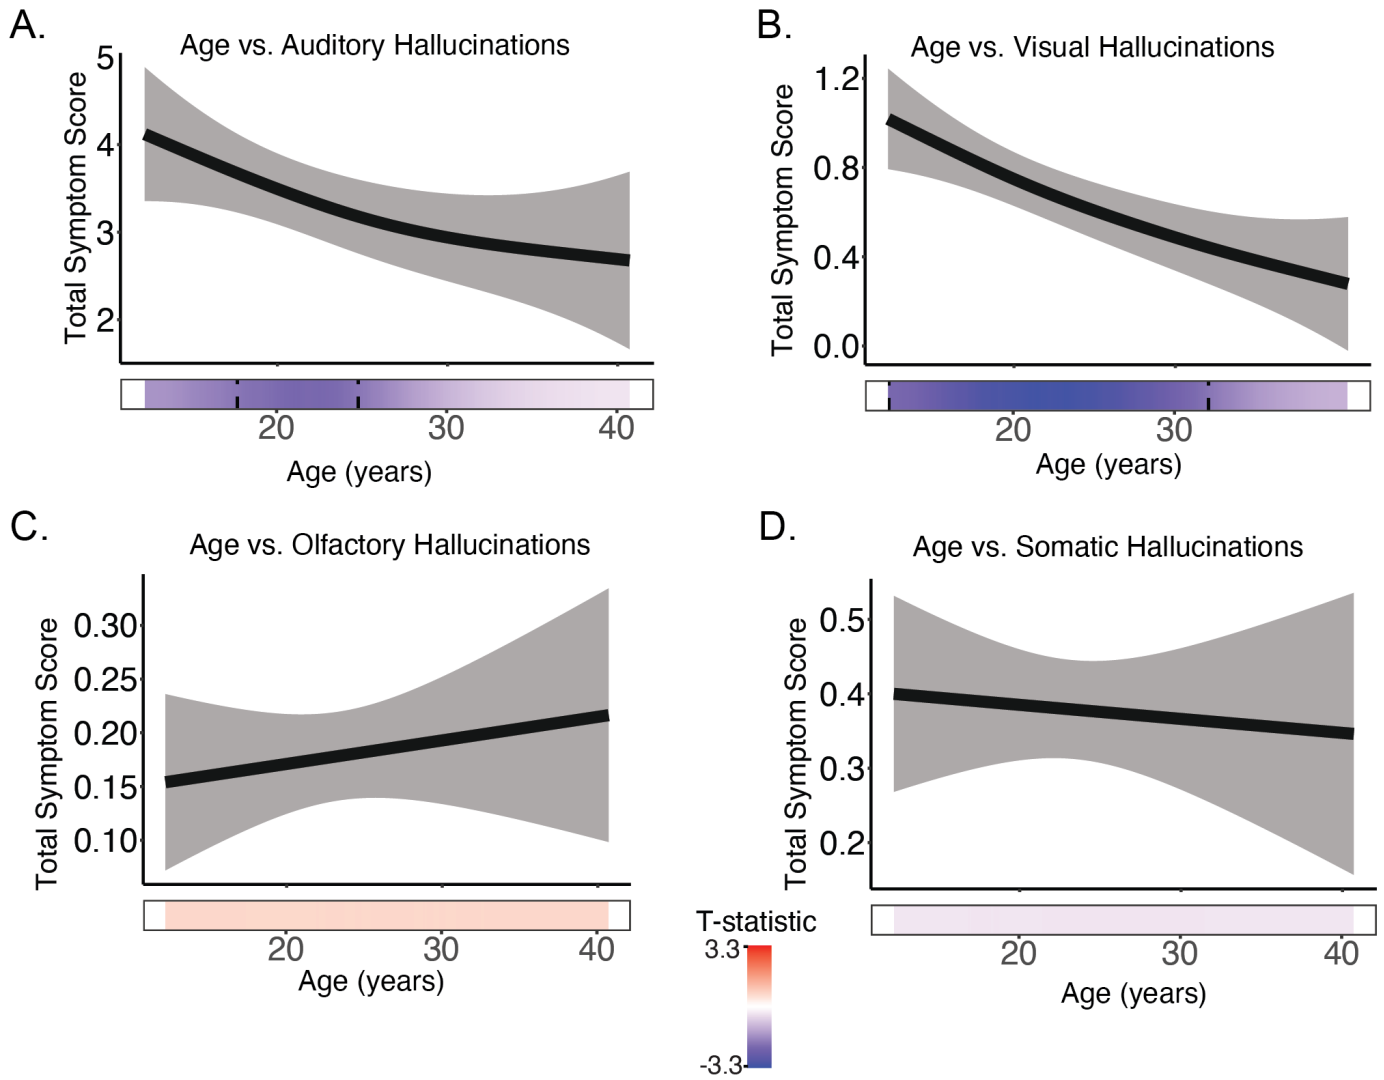 A.
Age vs. Auditory Hallucinations
Total Symptom Score
5
4
3
2
20 30 40
Age (years)
B.
Age vs. Visual Hallucinations
Total Symptom Score
1.2
0.8
0.4
0.0
20 30
Age (years)
C.
Age vs. Olfactory Hallucinations
Total Symptom Score
0.30
0.25
0.20
0.15
0.10
20 30 40
Age (years)
T-statistic
3.3
-3.3
D.
Age vs. Somatic Hallucinations
Total Symptom Score
0.5
0.4
0.3
0.2
20 30 40
Age (years)